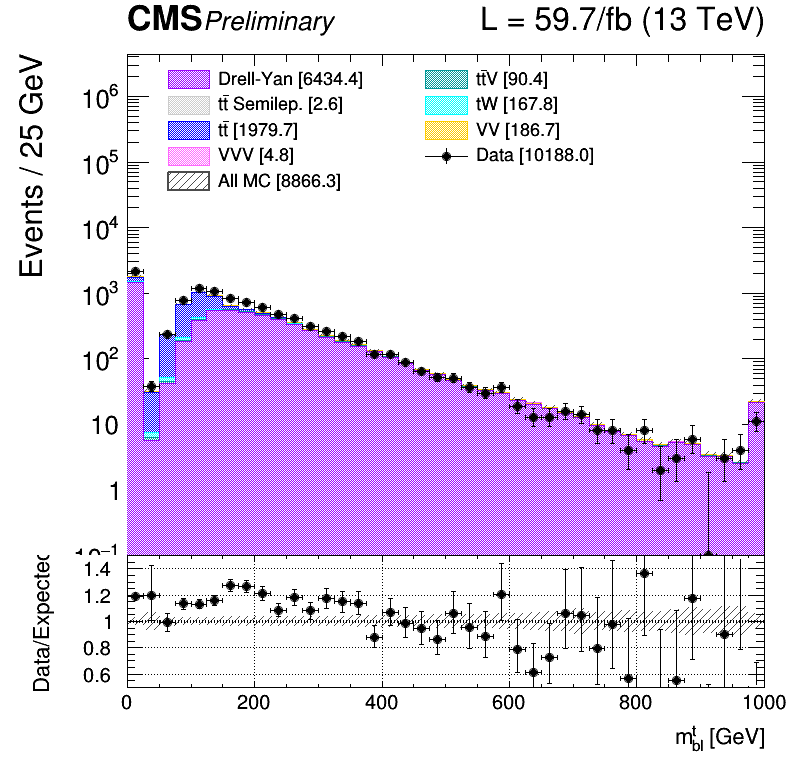 CMS Preliminary L = 59.7/fb (13 TeV)
Events / 25 GeV
Drell-Yan [6434.4]
tt̄ Semilep. [2.6]
tt̄ [1979.7]
VVV [4.8]
All MC [8866.3]
tt̄V [90.4]
tW [167.8]
VV [186.7]
Data [10188.0]
10⁶
10⁵
10⁴
10³
10²
10
1
10⁻¹
Data/Expected
1.4
1.2
1
0.8
0.6
0 200 400 600 800 1000
mᵗbl [GeV]